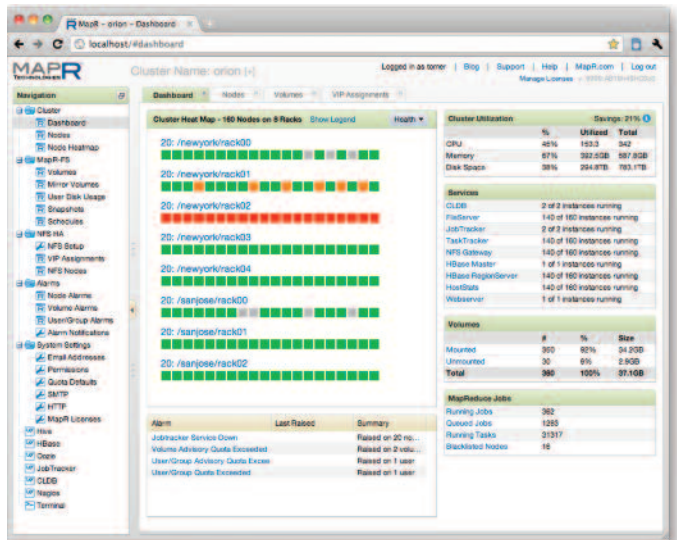 MapR - orion - Dashboard
localhost/#dashboard
MAPR
TECHNOLOGIES
Cluster Name: orion [+]
Logged in as tomer | Blog | Support | Help | MapR.com | Log out
Manage Licenses
Navigation
Cluster
Dashboard
Nodes
Node Heatmap
MapR-FS
Volumes
Mirror Volumes
User Disk Usage
Snapshots
Schedules
NFS HA
NFS Setup
VIP Assignments
NFS Nodes
Alarms
Node Alarms
Volume Alarms
User/Group Alarms
Alarm Notifications
System Settings
Email Addresses
Permissions
Quota Defaults
SMTP
HTTP
MapR Licenses
Hive
HBase
Oozie
JobTracker
CLDB
Nagios
Terminal
Dashboard Nodes Volumes VIP Assignments
Cluster Heat Map - 160 Nodes on 8 Racks Show Legend Health
20: /newyork/rack00
20: /newyork/rack01
20: /newyork/rack02
20: /newyork/rack03
20: /newyork/rack04
20: /sanjose/rack00
20: /sanjose/rack01
20: /sanjose/rack02
Alarm Last Raised Summary
Jobtracker Service Down Raised on 20 no...
Volume Advisory Quota Exceeded Raised on 2 volu...
User/Group Advisory Quota Excee Raised on 1 user
User/Group Quota Exceeded Raised on 1 user
Cluster Utilization Savings: 21%
% Utilized Total
CPU 45% 153.3 342
Memory 67% 392.5GB 587.8GB
Disk Space 38% 294.8TB 783.1TB
Services
CLDB 2 of 2 instances running
FileServer 140 of 160 instances running
JobTracker 2 of 2 instances running
TaskTracker 140 of 160 instances running
NFS Gateway 140 of 160 instances running
HBase Master 1 of 1 instances running
HBase RegionServer 140 of 160 instances running
HostStats 140 of 160 instances running
Webserver 1 of 1 instances running
Volumes
# % Size
Mounted 350 92% 34.2GB
Unmounted 30 8% 2.9GB
Total 380 100% 37.1GB
MapReduce Jobs
Running Jobs 362
Queued Jobs 1285
Running Tasks 31317
Blacklisted Nodes 16